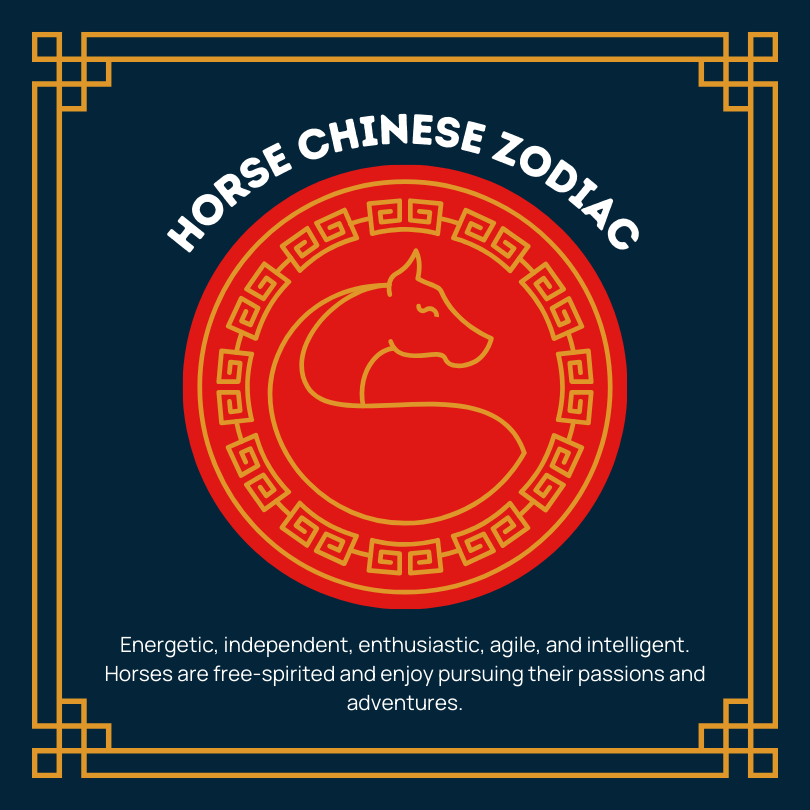 HORSE CHINESE ZODIAC
Energetic, independent, enthusiastic, agile, and intelligent.
Horses are free-spirited and enjoy pursuing their passions and
adventures.